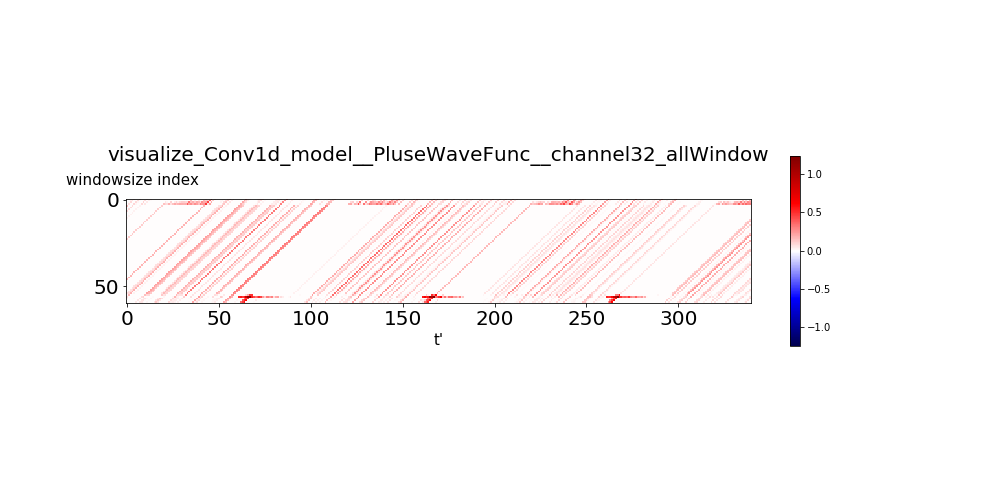 visualize_Conv1d_model__PluseWaveFunc__channel32_allWindow
windowsize index
0
50
0 50 100 150 200 250 300
t'
1.0
0.5
0.0
−0.5
−1.0